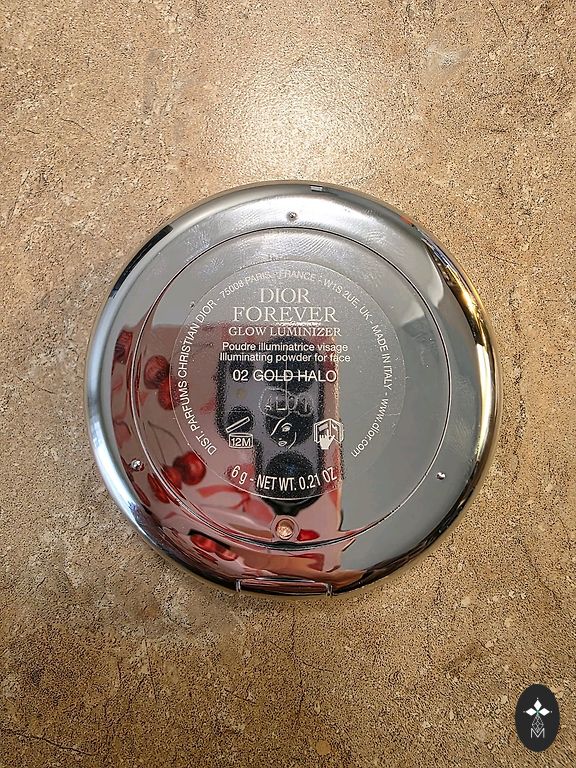 DIST. PARFUMS CHRISTIAN DIOR - 75008 PARIS - FRANCE - W1S 2UE, UK - MADE IN ITALY - www.dior.com
DIOR
FOREVER
GLOW LUMINIZER
Poudre illuminatrice visage
Illuminating powder for face
02 GOLD HALO
12M
6 g - NET WT. 0.21 OZ
M